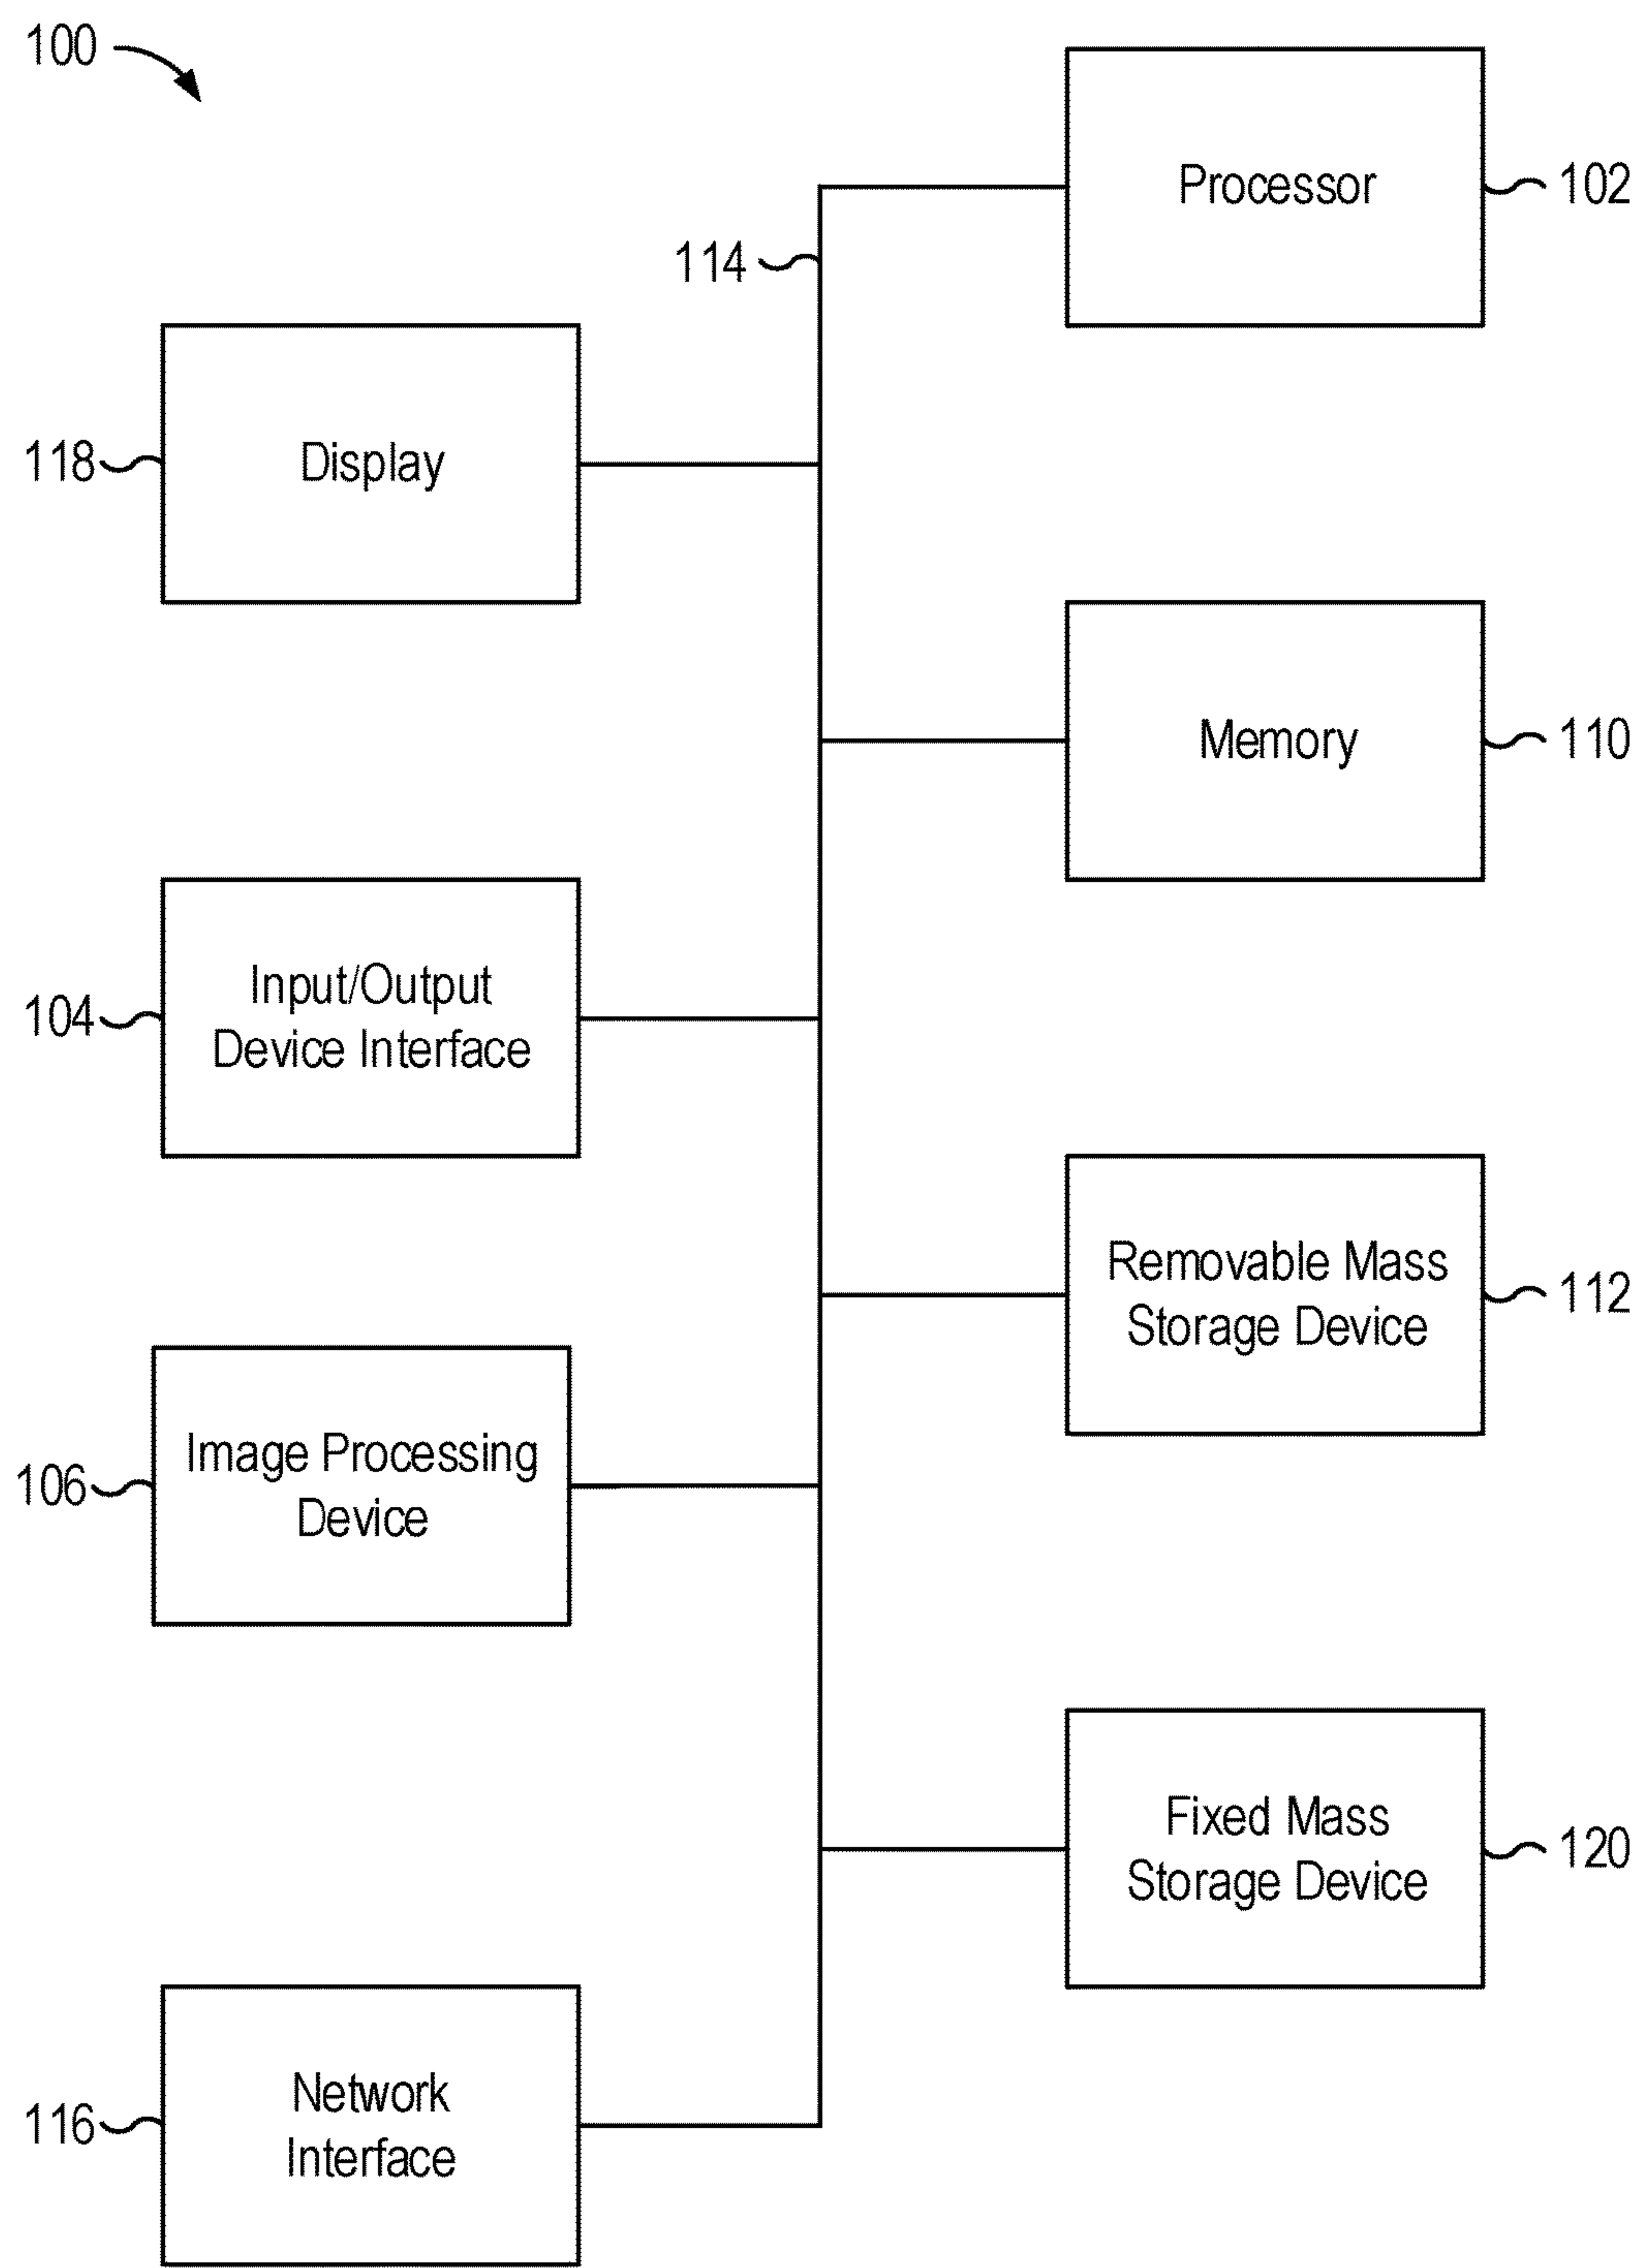 100
Processor
102
114
118
Display
Memory
110
104
Input/Output
Device Interface
Removable Mass
Storage Device
112
106
Image Processing
Device
Fixed Mass
Storage Device
120
116
Network
Interface